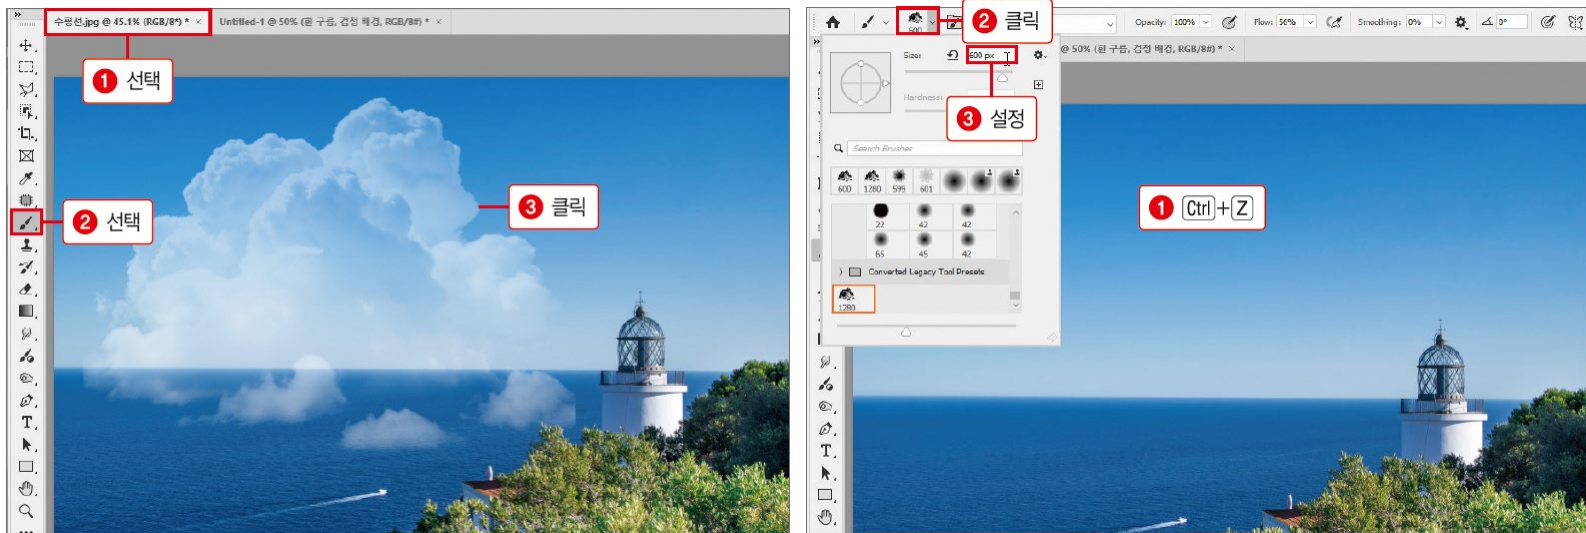 수평선.jpg @ 45.1% (RGB/8*) * ×
Untitled-1 @ 50% (흰 구름, 검정 배경, RGB/8#) * ×
1 선택
2 선택
3 클릭
T
600
2 클릭
Opacity: 100%
Flow: 56%
Smoothing: 0%
0°
@ 50% (흰 구름, 검정 배경, RGB/8#) * ×
Size: 600 px
Hardness:
3 설정
Search Brushes
600 1280 599 601
22 42 42
65 45 42
Converted Legacy Tool Presets
1280
1 Ctrl+Z
T